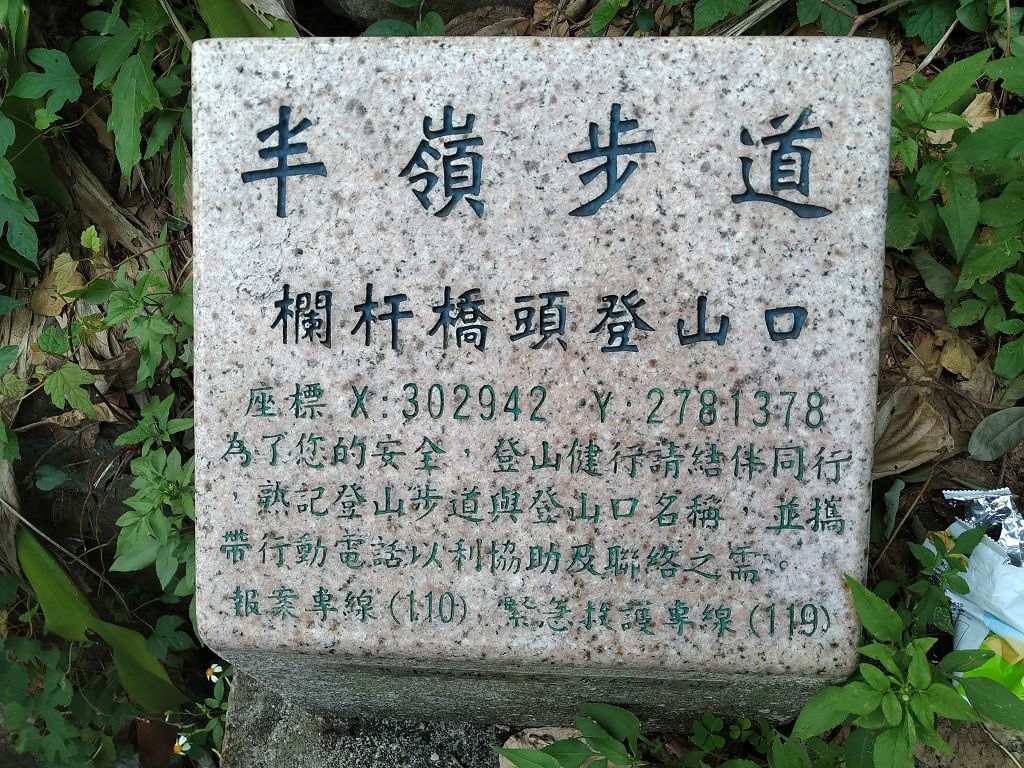 半嶺步道
欄杆橋頭登山口
座標 X:302942 Y:2781378
為了您的安全，登山健行請結伴同行
，熟記登山步道與登山口名稱，並攜
帶行動電話以利協助及聯絡之需。
報案專線(110) 緊急救護專線(119)